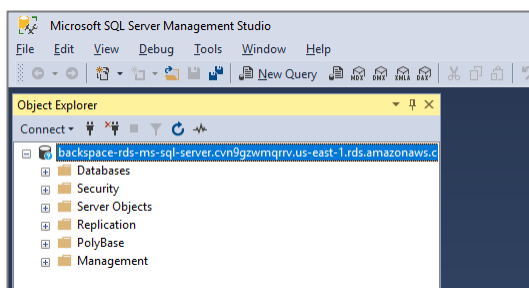 Microsoft SQL Server Management Studio
File Edit View Debug Tools Window Help
New Query MDX DMX XMLA DAX
Object Explorer
Connect
backspace-rds-ms-sql-server.cvn9gzwmqrrv.us-east-1.rds.amazonaws.c
Databases
Security
Server Objects
Replication
PolyBase
Management